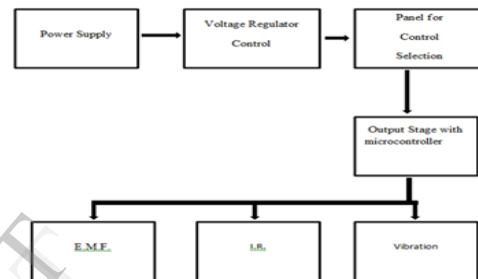 Power Supply
Voltage Regulator
Control
Panel for
Control
Selection
Output Stage with
microcontroller
E.M.F.
I.R.
Vibration